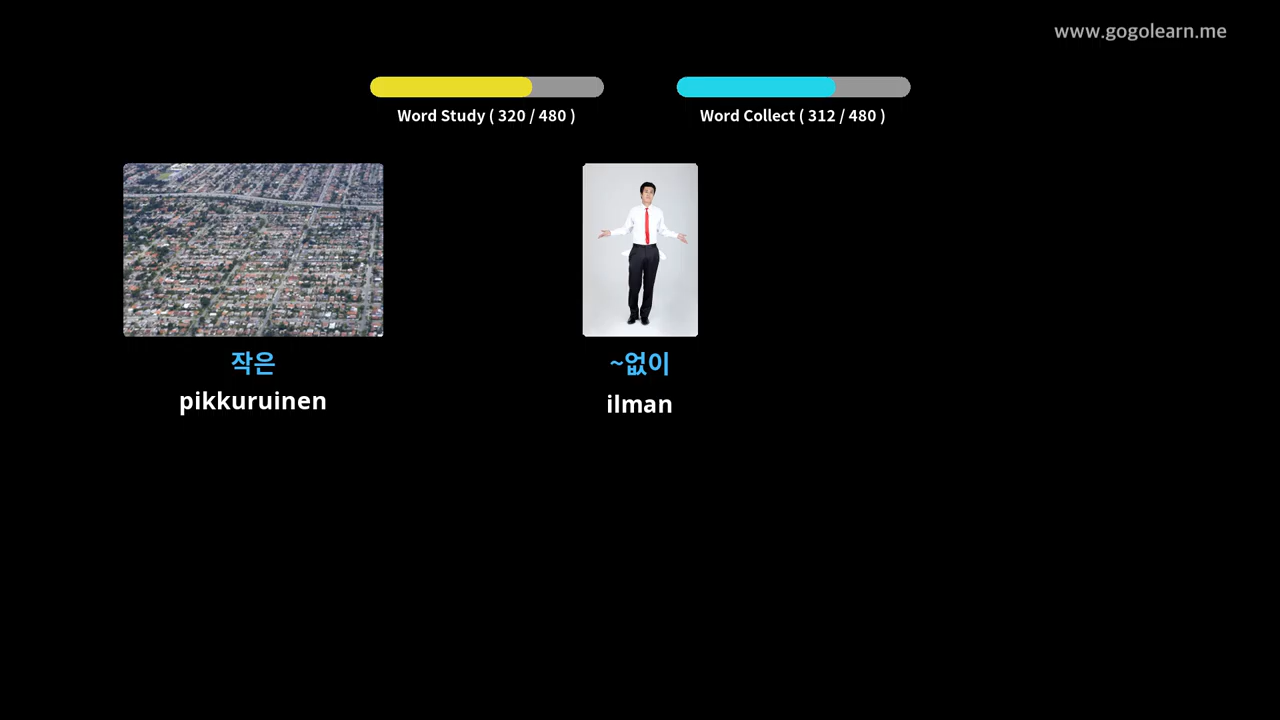 www.gogolearn.me
Word Study ( 320 / 480 )
Word Collect ( 312 / 480 )
작은
pikkuruinen
~없이
ilman